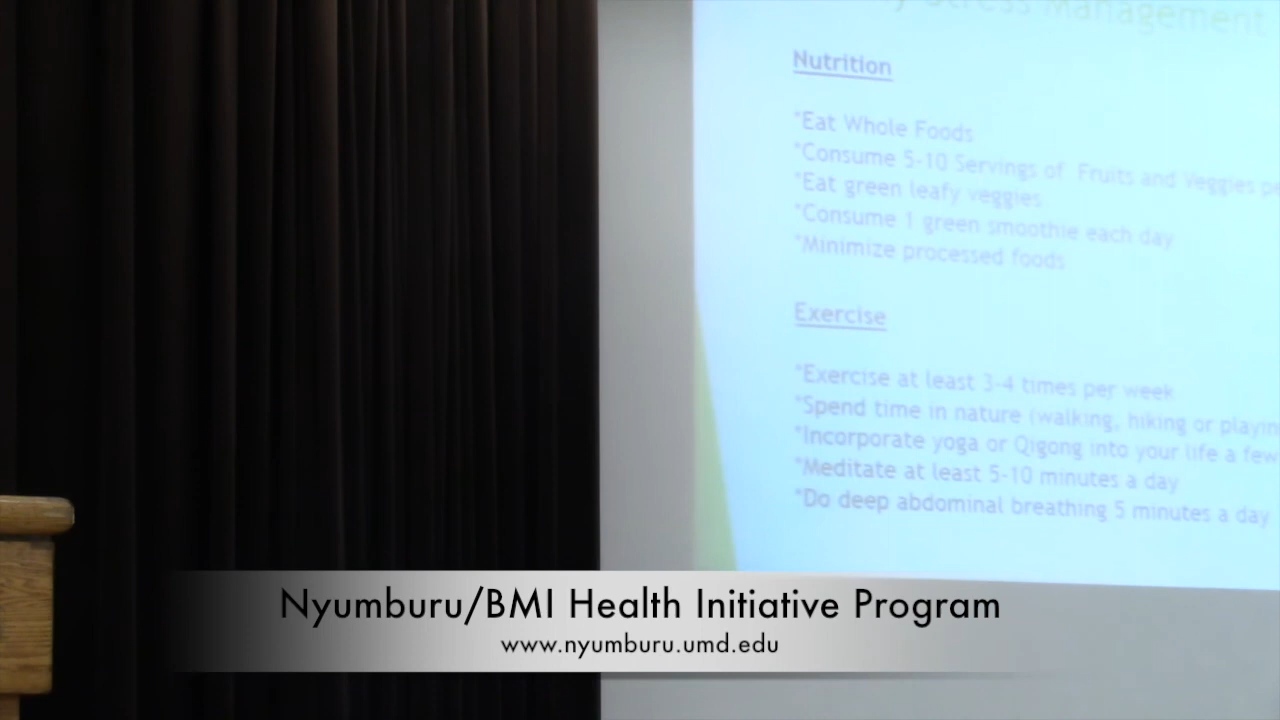 Stress Management
Nutrition
*Eat Whole Foods
*Consume 5-10 Servings of Fruits and Veggies
*Eat green leafy veggies
*Consume 1 green smoothie each day
*Minimize processed foods
Exercise
*Exercise at least 3-4 times per week
*Spend time in nature (walking, hiking or playin
*Incorporate yoga or Qigong into your life a few
*Meditate at least 5-10 minutes a day
*Do deep abdominal breathing 5 minutes a day
Nyumburu/BMI Health Initiative Program
www.nyumburu.umd.edu